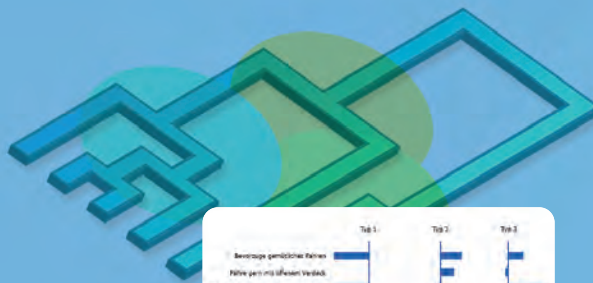 Typ 1 Typ 2 Typ 3
Bevorzuge gemütliches Fahren
Fahre gern mit offenem Verdeck